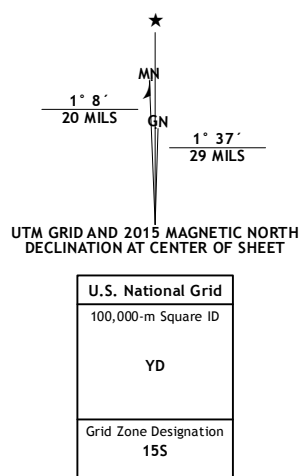 MN
1° 8´
20 MILS
GN
1° 37´
29 MILS
UTM GRID AND 2015 MAGNETIC NORTH
DECLINATION AT CENTER OF SHEET
U.S. National Grid
100,000-m Square ID
YD
Grid Zone Designation
15S